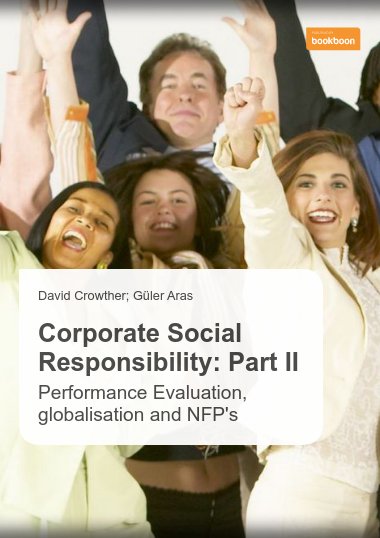 bookboon
David Crowther; Güler Aras
Corporate Social
Responsibility: Part II
Performance Evaluation,
globalisation and NFP's